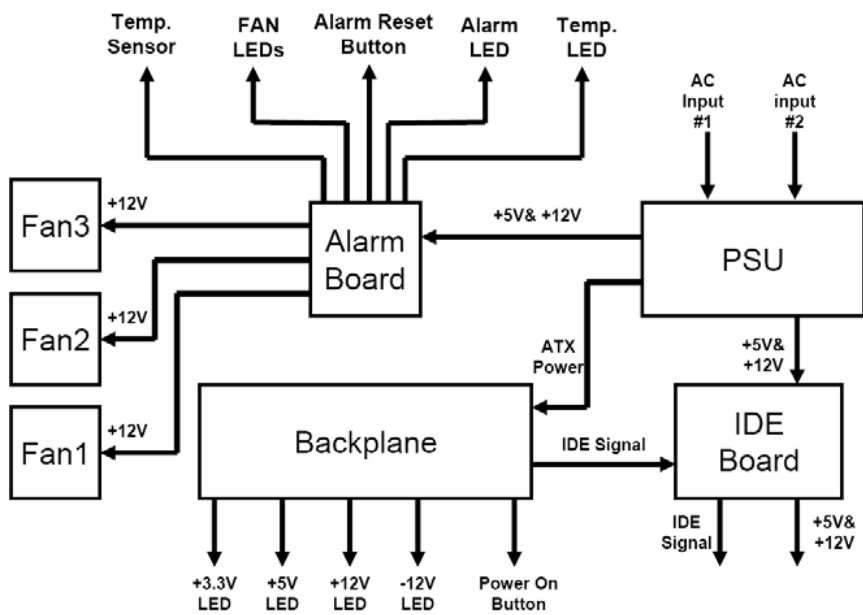 Temp.
Sensor
FAN
LEDs
Alarm Reset
Button
Alarm
LED
Temp.
LED
AC
Input
#1
AC
input
#2
Fan3
+12V
Alarm
Board
+5V& +12V
PSU
Fan2
+12V
ATX
Power
+5V&
+12V
Fan1
+12V
Backplane
IDE Signal
IDE
Board
IDE
Signal
+5V&
+12V
+3.3V
LED
+5V
LED
+12V
LED
-12V
LED
Power On
Button